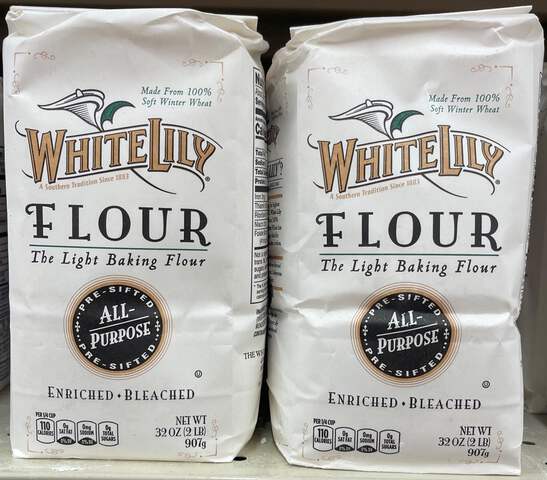 Made From 100%
Soft Winter Wheat
WHITE LILY
A Southern Tradition Since 1883
FLOUR
The Light Baking Flour
PRE-SIFTED
ALL-
PURPOSE
PRE-SIFTED
ENRICHED • BLEACHED
PER 1/4 CUP
110
CALORIES
0g
SAT FAT
0mg
SODIUM
0g
TOTAL
SUGARS
NET WT
32 OZ (2 LB)
907g
Made From 100%
Soft Winter Wheat
WHITE LILY
A Southern Tradition Since 1883
FLOUR
The Light Baking Flour
PRE-SIFTED
ALL-
PURPOSE
PRE-SIFTED
ENRICHED • BLEACHED
PER 1/4 CUP
110
CALORIES
0g
SAT FAT
0mg
SODIUM
0g
TOTAL
SUGARS
NET WT
32 OZ (2 LB)
907g